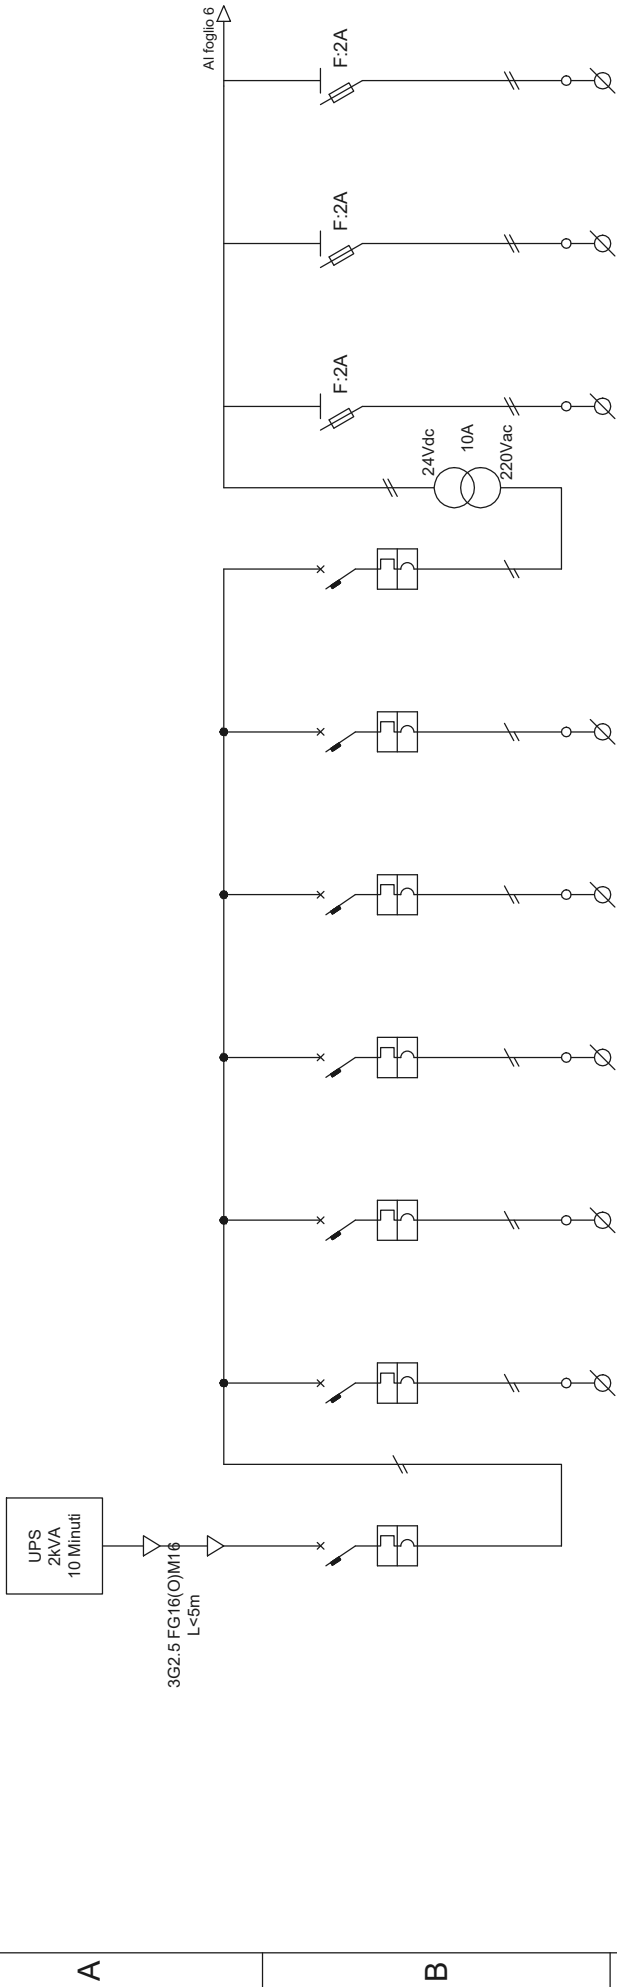 A
B
UPS
2kVA
10 Minuti
3G2.5 FG16(O)M16
L<5m
24Vdc
10A
220Vac
F:2A
F:2A
F:2A
Al foglio 6